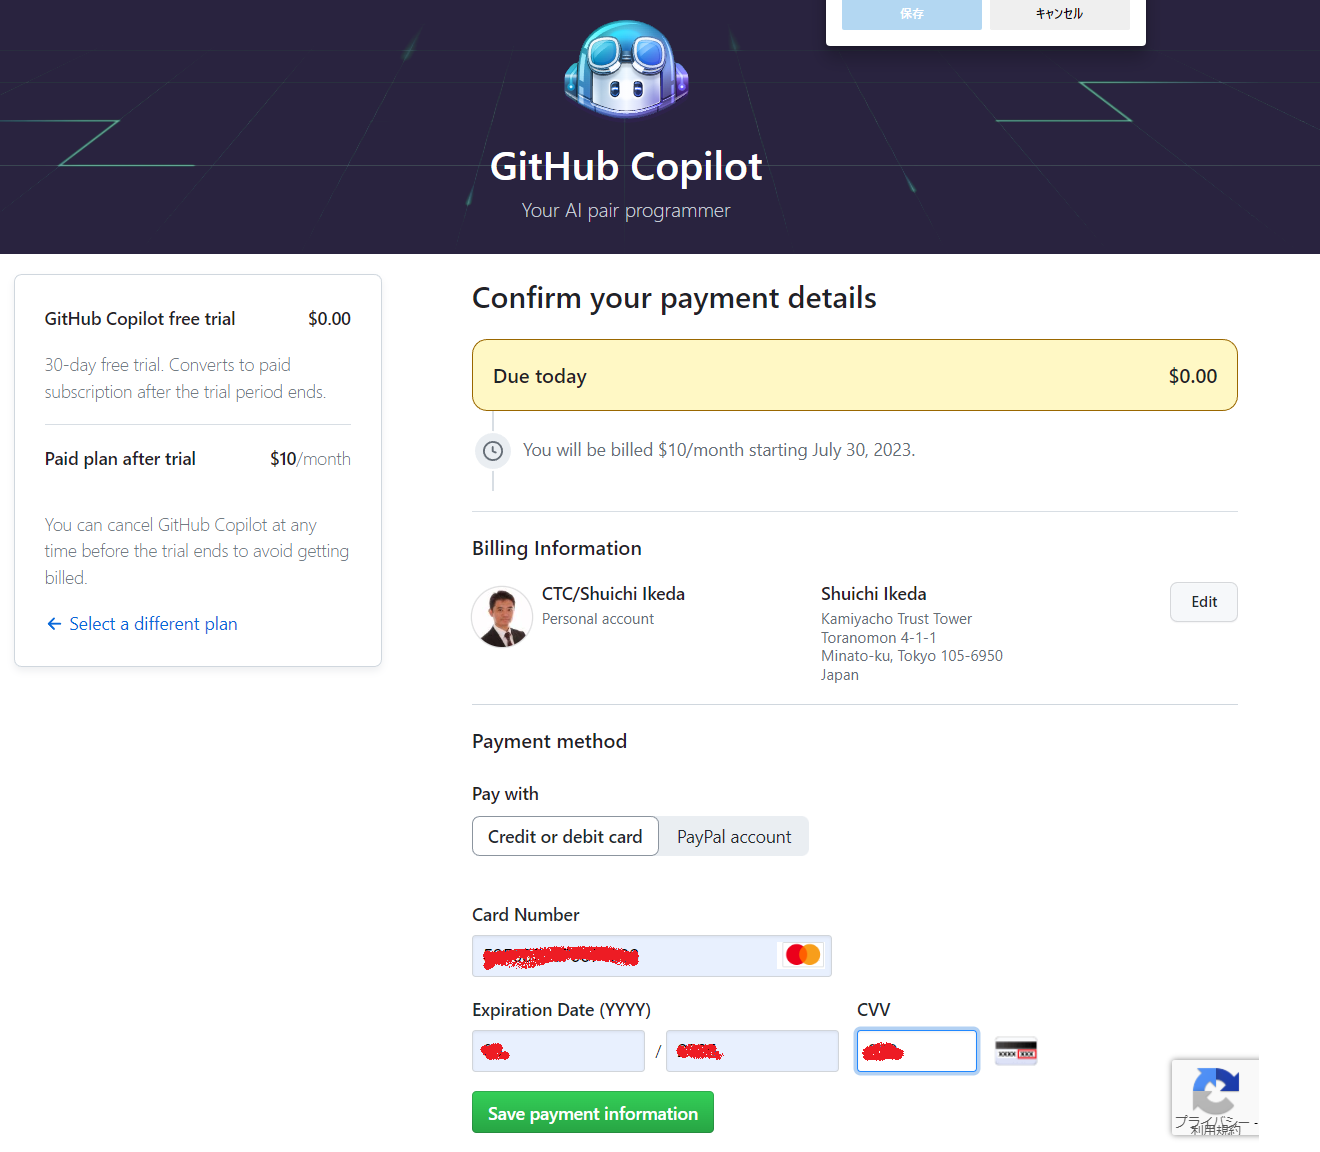 保存
キャンセル
GitHub Copilot
Your AI pair programmer
GitHub Copilot free trial $0.00
30-day free trial. Converts to paid
subscription after the trial period ends.
Paid plan after trial $10/month
You can cancel GitHub Copilot at any
time before the trial ends to avoid getting
billed.
← Select a different plan
Confirm your payment details
Due today $0.00
You will be billed $10/month starting July 30, 2023.
Billing Information
CTC/Shuichi Ikeda
Personal account
Shuichi Ikeda
Kamiyacho Trust Tower
Toranomon 4-1-1
Minato-ku, Tokyo 105-6950
Japan
Edit
Payment method
Pay with
Credit or debit card
PayPal account
Card Number
Expiration Date (YYYY)
CVV
/
XXXX XXX
Save payment information
プライバシー -
利用規約